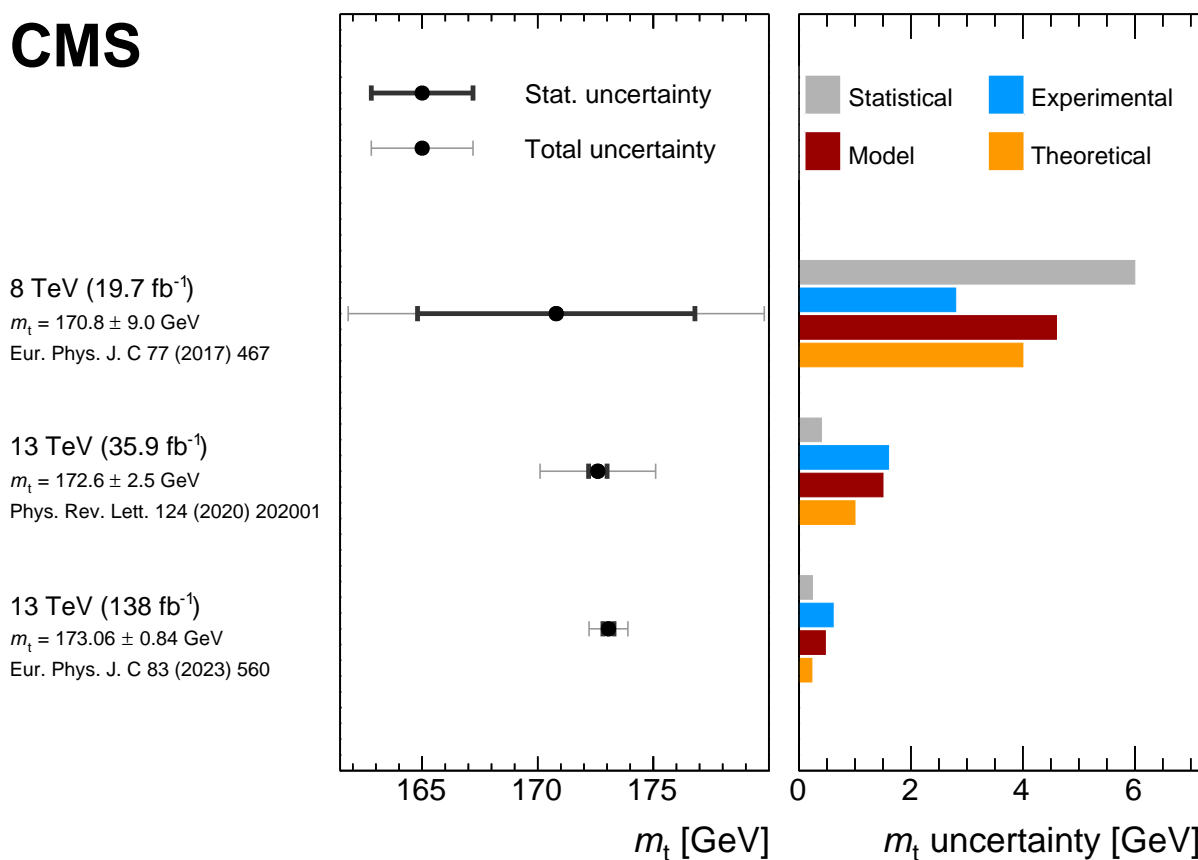 CMS
Stat. uncertainty
Total uncertainty
Statistical
Experimental
Model
Theoretical
8 TeV (19.7 fb⁻¹)
mₜ = 170.8 ± 9.0 GeV
Eur. Phys. J. C 77 (2017) 467
13 TeV (35.9 fb⁻¹)
mₜ = 172.6 ± 2.5 GeV
Phys. Rev. Lett. 124 (2020) 202001
13 TeV (138 fb⁻¹)
mₜ = 173.06 ± 0.84 GeV
Eur. Phys. J. C 83 (2023) 560
165 170 175
mₜ [GeV]
0 2 4 6
mₜ uncertainty [GeV]